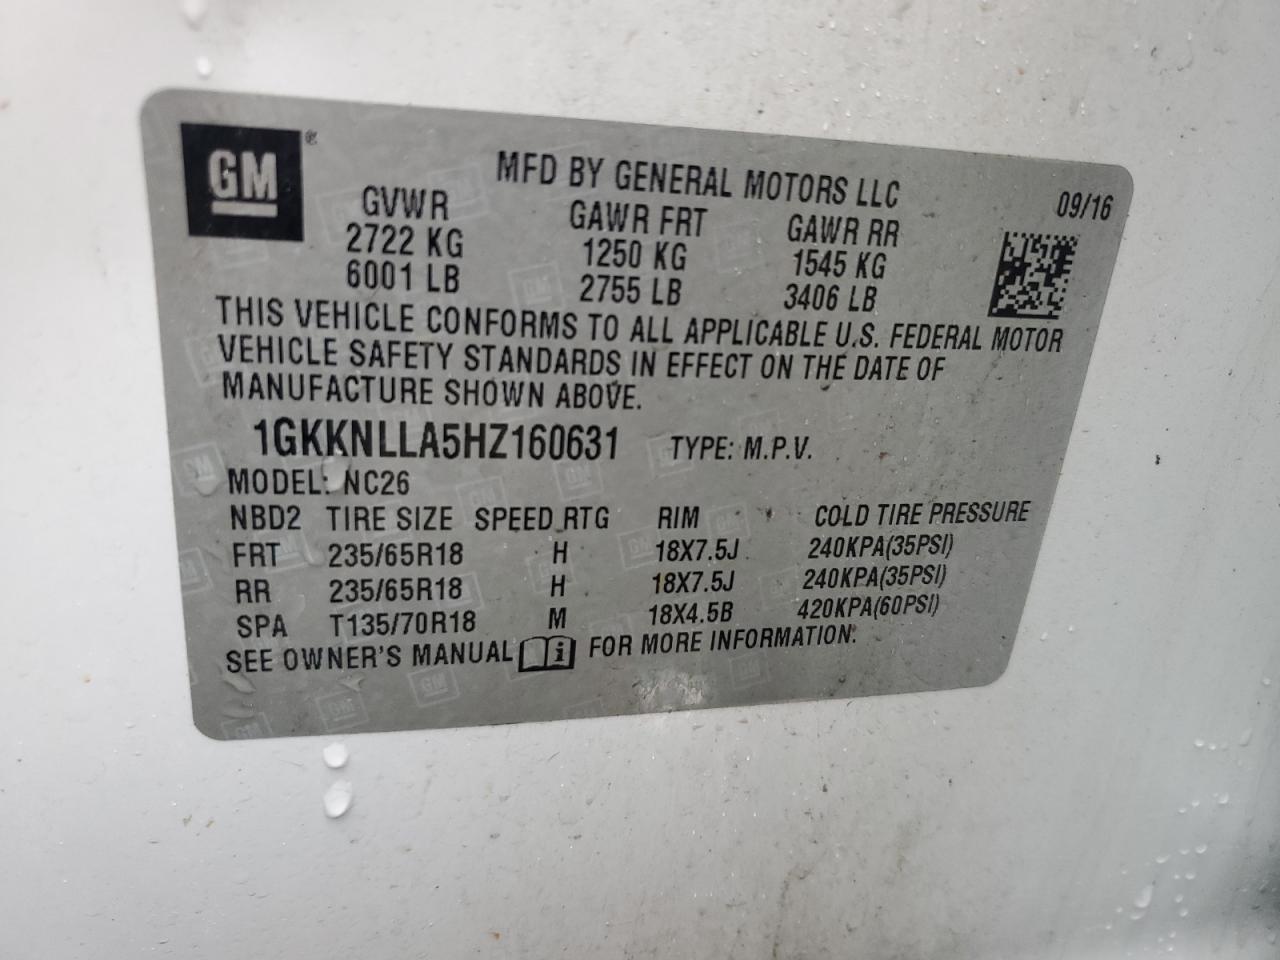 GM®
MFD BY GENERAL MOTORS LLC
09/16
GVWR GAWR FRT GAWR RR
2722 KG 1250 KG 1545 KG
6001 LB 2755 LB 3406 LB
THIS VEHICLE CONFORMS TO ALL APPLICABLE U.S. FEDERAL MOTOR
VEHICLE SAFETY STANDARDS IN EFFECT ON THE DATE OF
MANUFACTURE SHOWN ABOVE.
1GKKNLLA5HZ160631 TYPE: M.P.V.
MODEL: NC26
NBD2 TIRE SIZE SPEED RTG RIM COLD TIRE PRESSURE
FRT 235/65R18 H 18X7.5J 240KPA(35PSI)
RR 235/65R18 H 18X7.5J 240KPA(35PSI)
SPA T135/70R18 M 18X4.5B 420KPA(60PSI)
SEE OWNER'S MANUAL i FOR MORE INFORMATION.